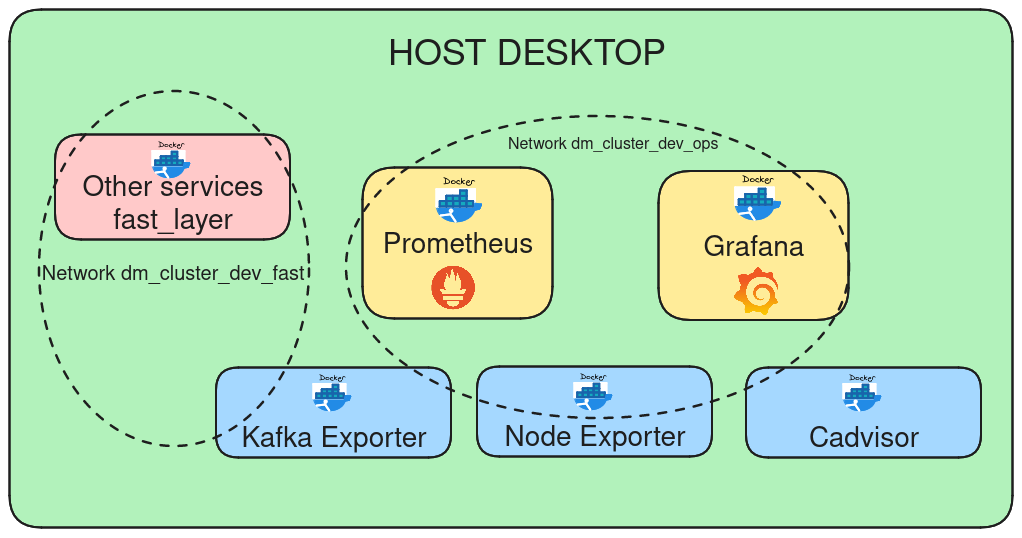 HOST DESKTOP
Docker
Other services
fast_layer
Network dm_cluster_dev_fast
Network dm_cluster_dev_ops
Docker
Prometheus
Docker
Grafana
Docker
Kafka Exporter
Docker
Node Exporter
Docker
Cadvisor